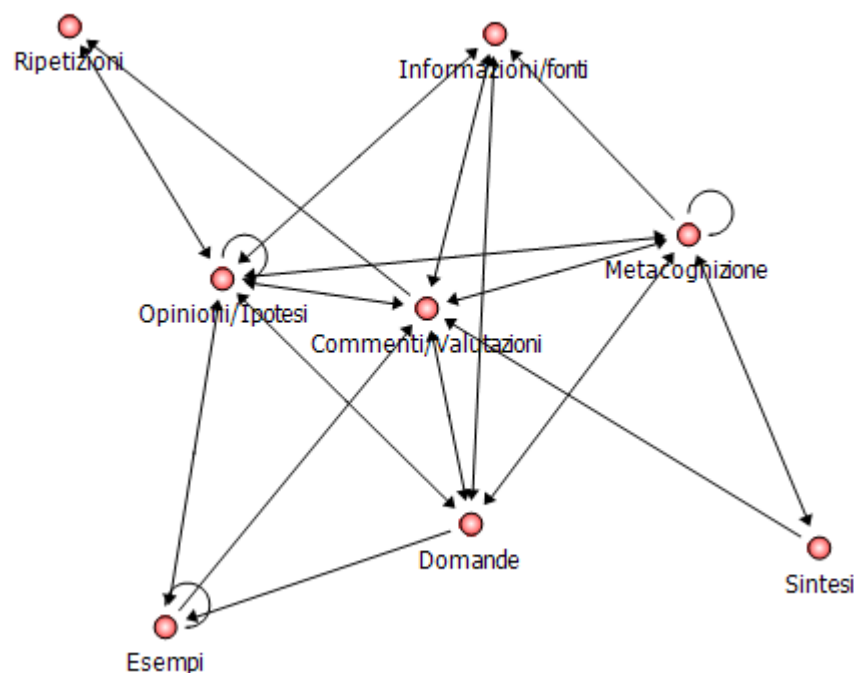 Ripetizioni
Informazioni/fonti
Metacognizione
Opinioni/Ipotesi
Commenti/Valutazioni
Domande
Sintesi
Esempi